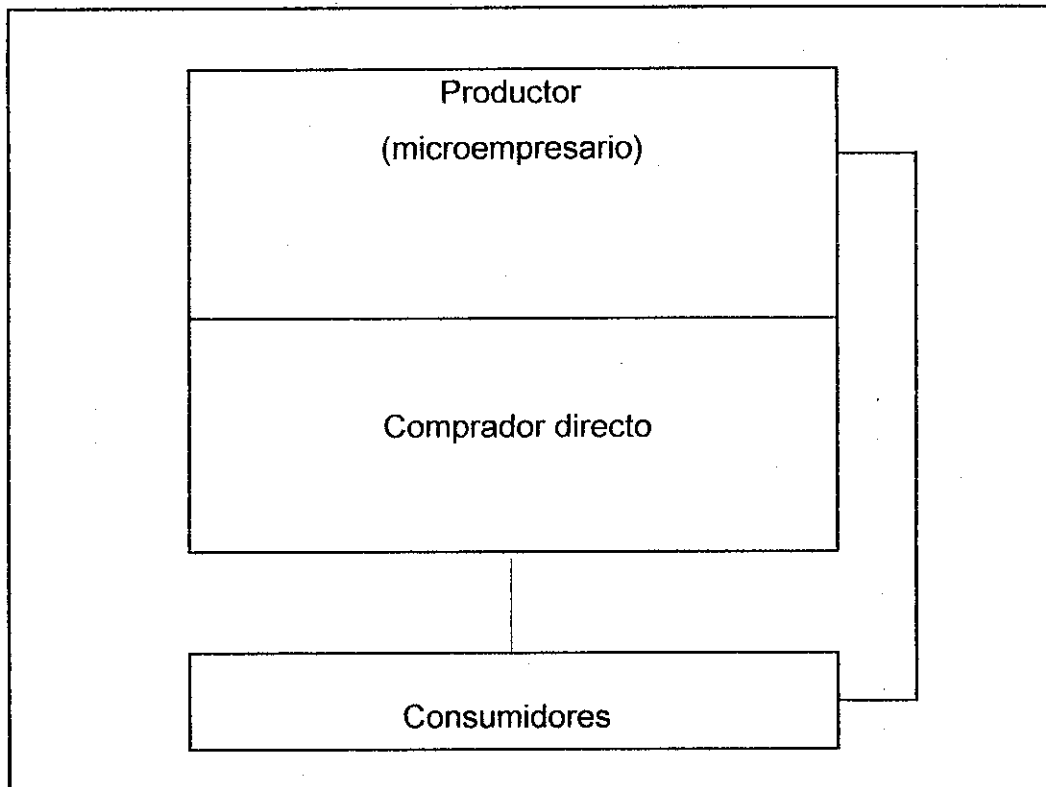 Productor
(microempresario)
Comprador directo
Consumidores